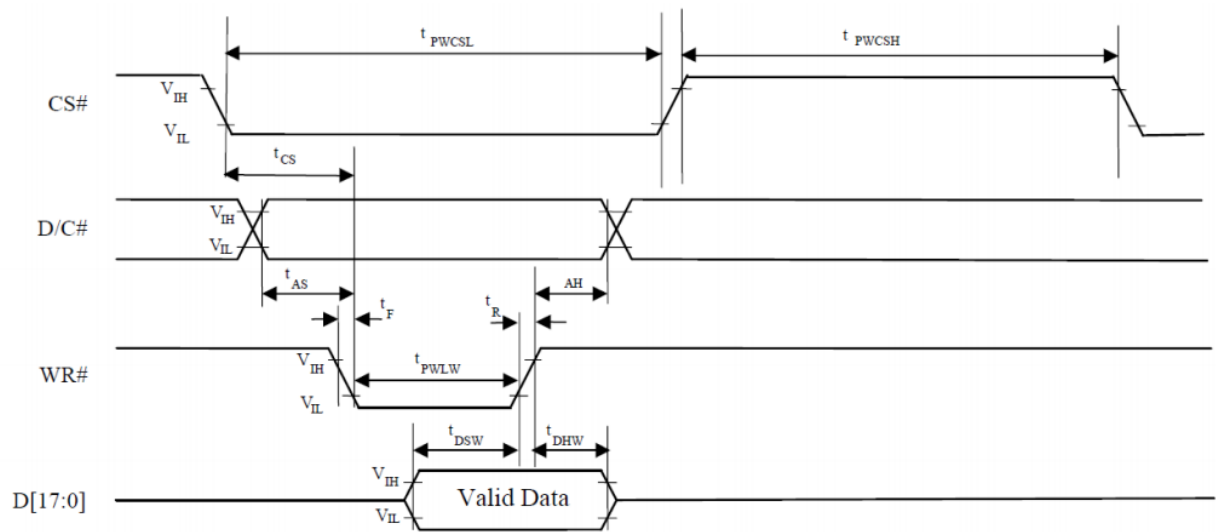 t PWCSL
t PWCSH
CS#
VIH
VIL
tCS
D/C#
VIH
VIL
tAS
tF
tR
AH
WR#
VIH
VIL
tPWLW
tDSW
tDHW
D[17:0]
VIH
VIL
Valid Data